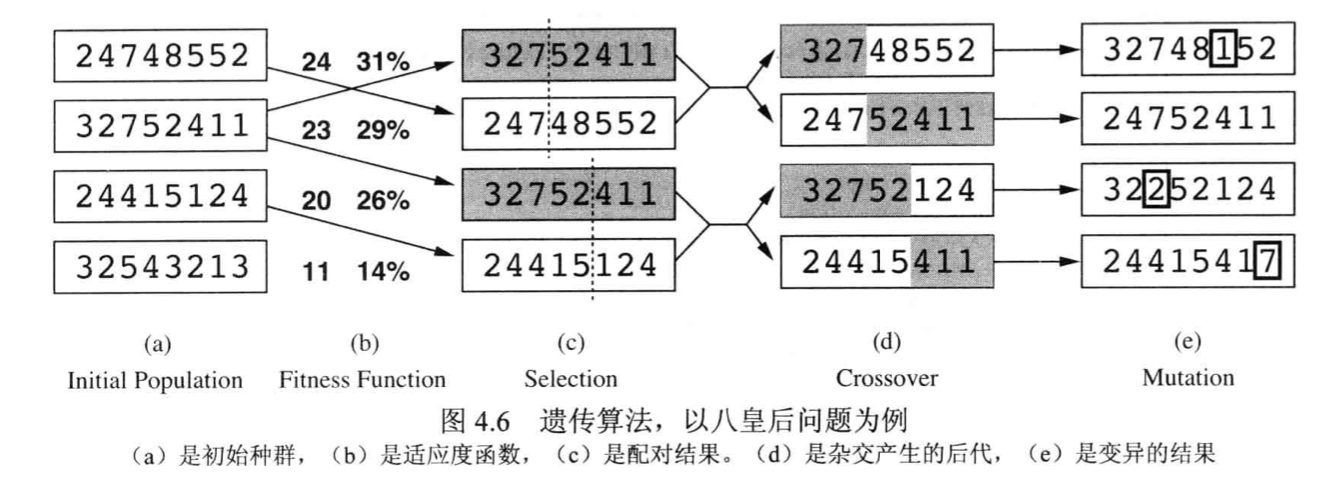 24748552 24 31% 32752411 32748552 32748152
32752411 23 29% 24748552 24752411 24752411
24415124 20 26% 32752411 32752124 32252124
32543213 11 14% 24415124 24415411 24415417
(a) (b) (c) (d) (e)
Initial Population Fitness Function Selection Crossover Mutation
图 4.6 遗传算法，以八皇后问题为例
（a）是初始种群，（b）是适应度函数，（c）是配对结果。（d）是杂交产生的后代，（e）是变异的结果